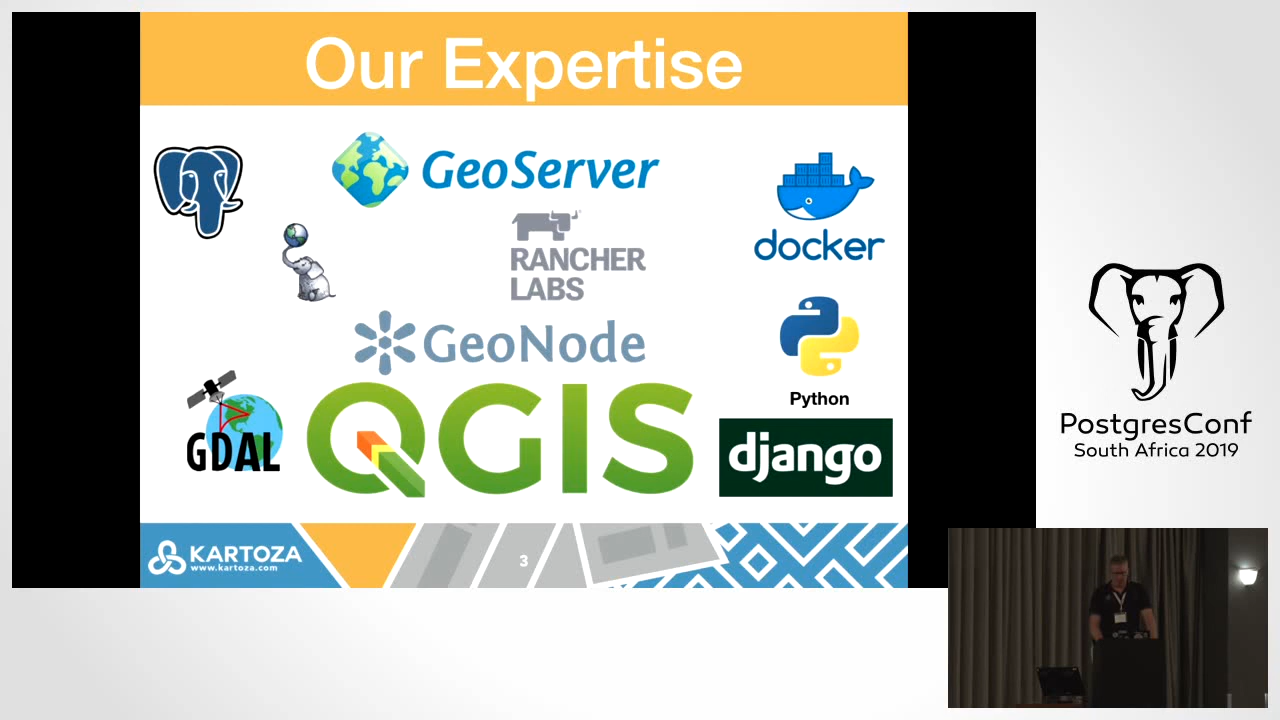 Our Expertise
GeoServer
docker
RANCHER
LABS
GeoNode
Python
GDAL
QGIS
django
KARTOZA
www.kartoza.com
3
PostgresConf
South Africa 2019